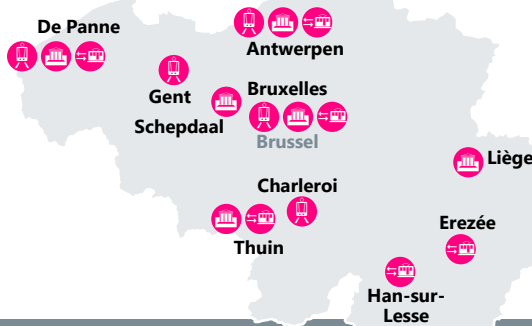 De Panne
Antwerpen
Gent
Bruxelles
Schepdaal
Brussel
Liège
Charleroi
Erezée
Thuin
Han-sur-
Lesse